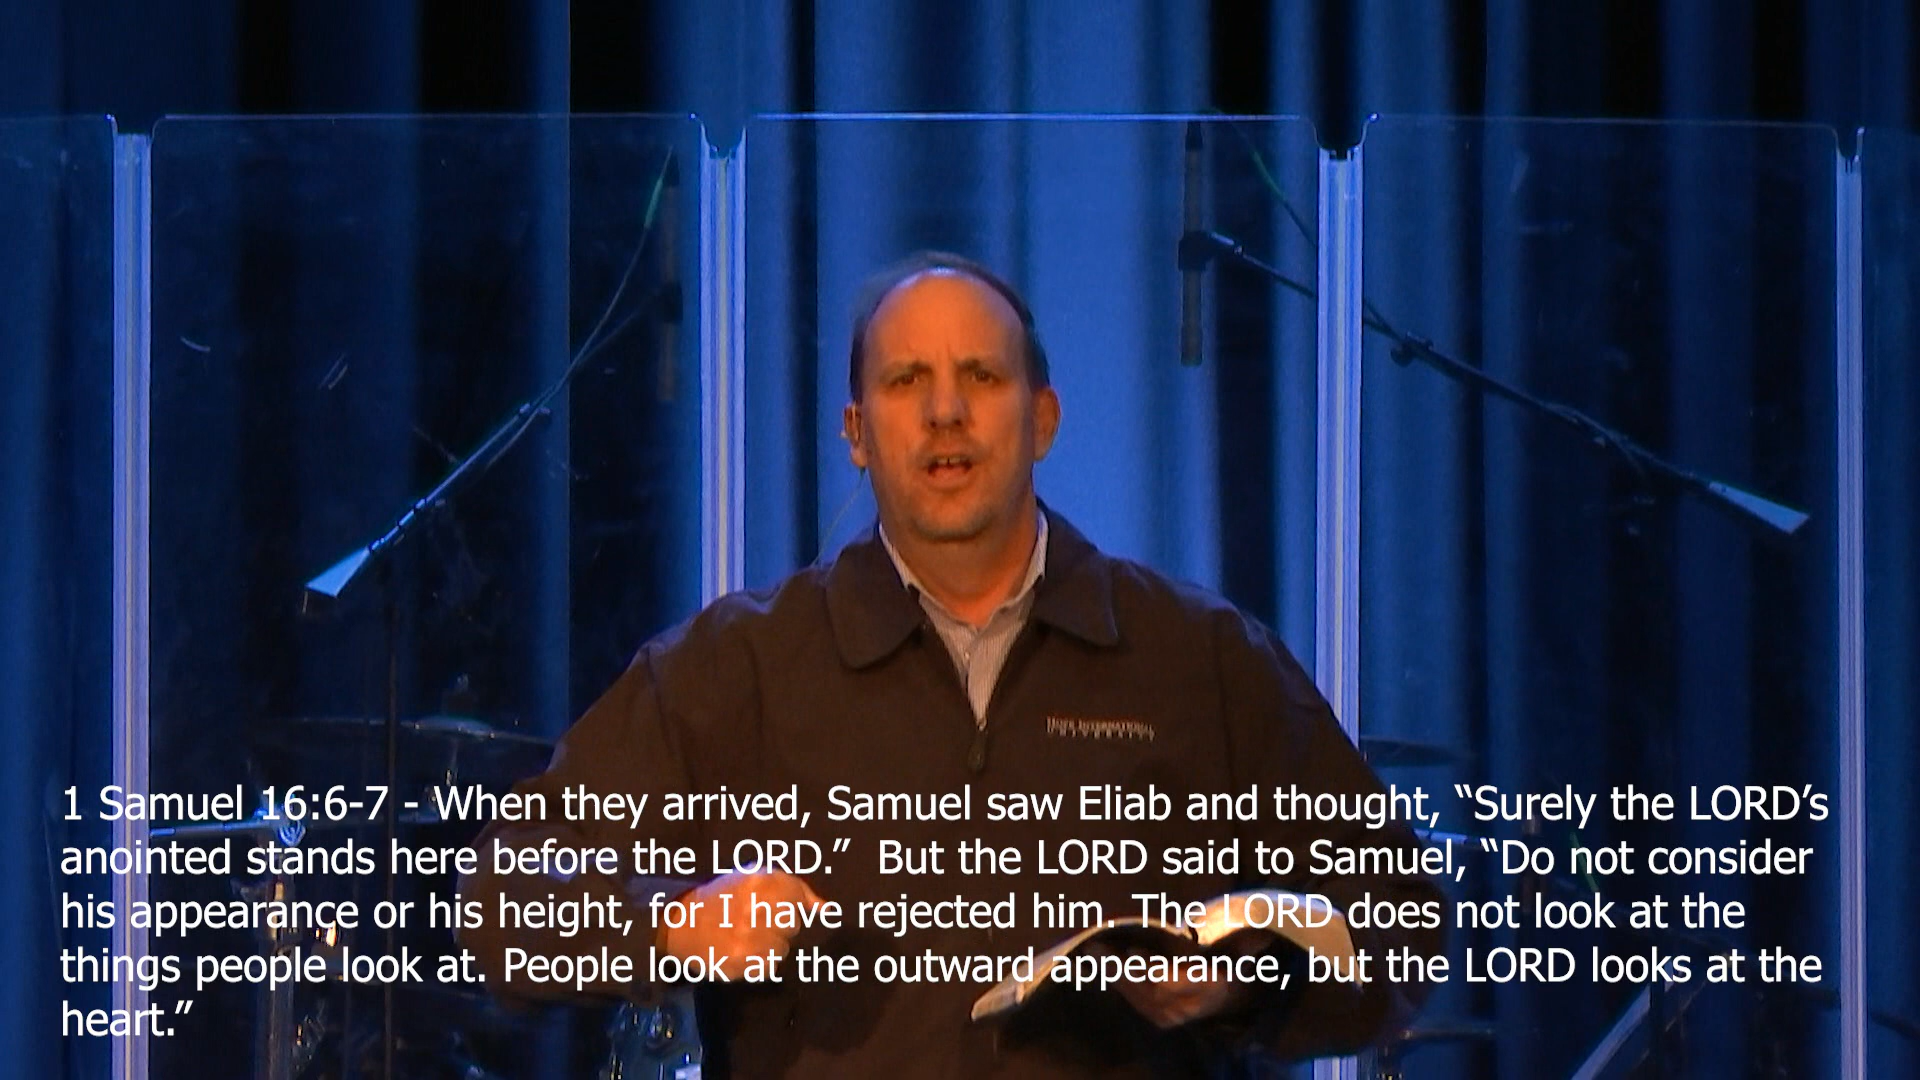 HOPE INTERNATIONAL
UNIVERSITY
1 Samuel 16:6-7 - When they arrived, Samuel saw Eliab and thought, “Surely the LORD’s
anointed stands here before the LORD.”  But the LORD said to Samuel, “Do not consider
his appearance or his height, for I have rejected him. The LORD does not look at the
things people look at. People look at the outward appearance, but the LORD looks at the
heart.”